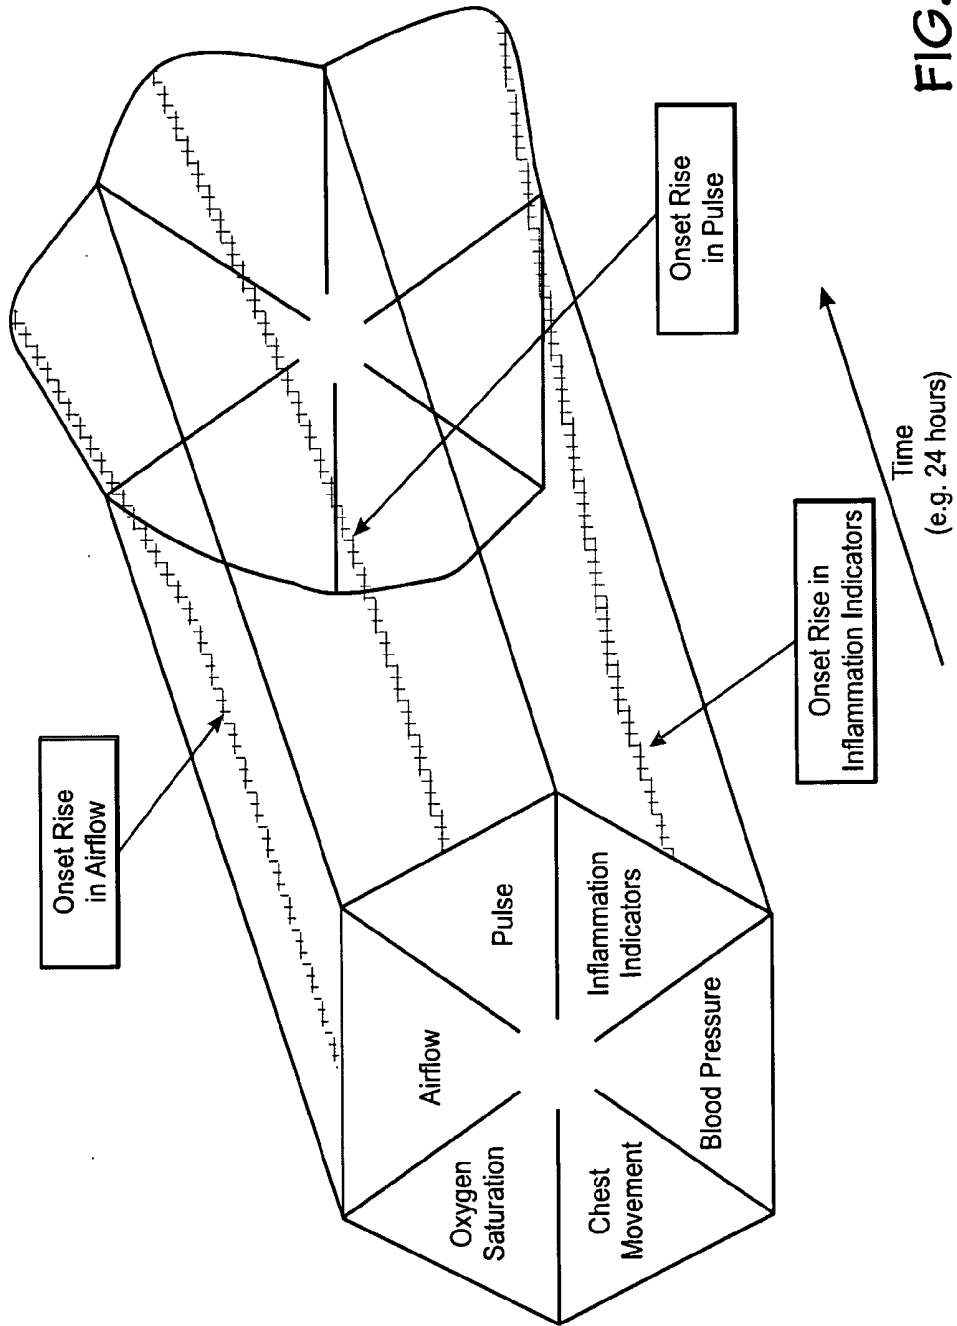 Onset Rise
in Airflow
Onset Rise
in Pulse
Onset Rise in
Inflammation Indicators
Time
(e.g. 24 hours)
Airflow
Pulse
Oxygen
Saturation
Inflammation
Indicators
Chest
Movement
Blood Pressure
FIG.